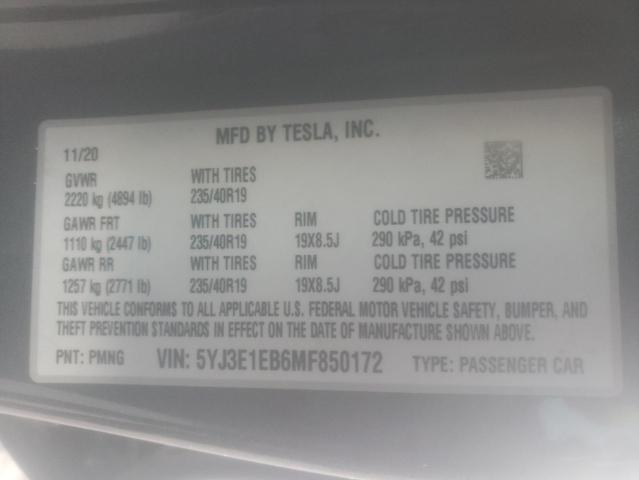 MFD BY TESLA, INC.
11/20
GVWR WITH TIRES
2220 kg (4894 lb) 235/40R19
GAWR FRT WITH TIRES RIM COLD TIRE PRESSURE
1110 kg (2447 lb) 235/40R19 19X8.5J 290 kPa, 42 psi
GAWR RR WITH TIRES RIM COLD TIRE PRESSURE
1257 kg (2771 lb) 235/40R19 19X8.5J 290 kPa, 42 psi
THIS VEHICLE CONFORMS TO ALL APPLICABLE U.S. FEDERAL MOTOR VEHICLE SAFETY, BUMPER, AND
THEFT PREVENTION STANDARDS IN EFFECT ON THE DATE OF MANUFACTURE SHOWN ABOVE.
PNT: PMNG VIN: 5YJ3E1EB6MF850172 TYPE: PASSENGER CAR